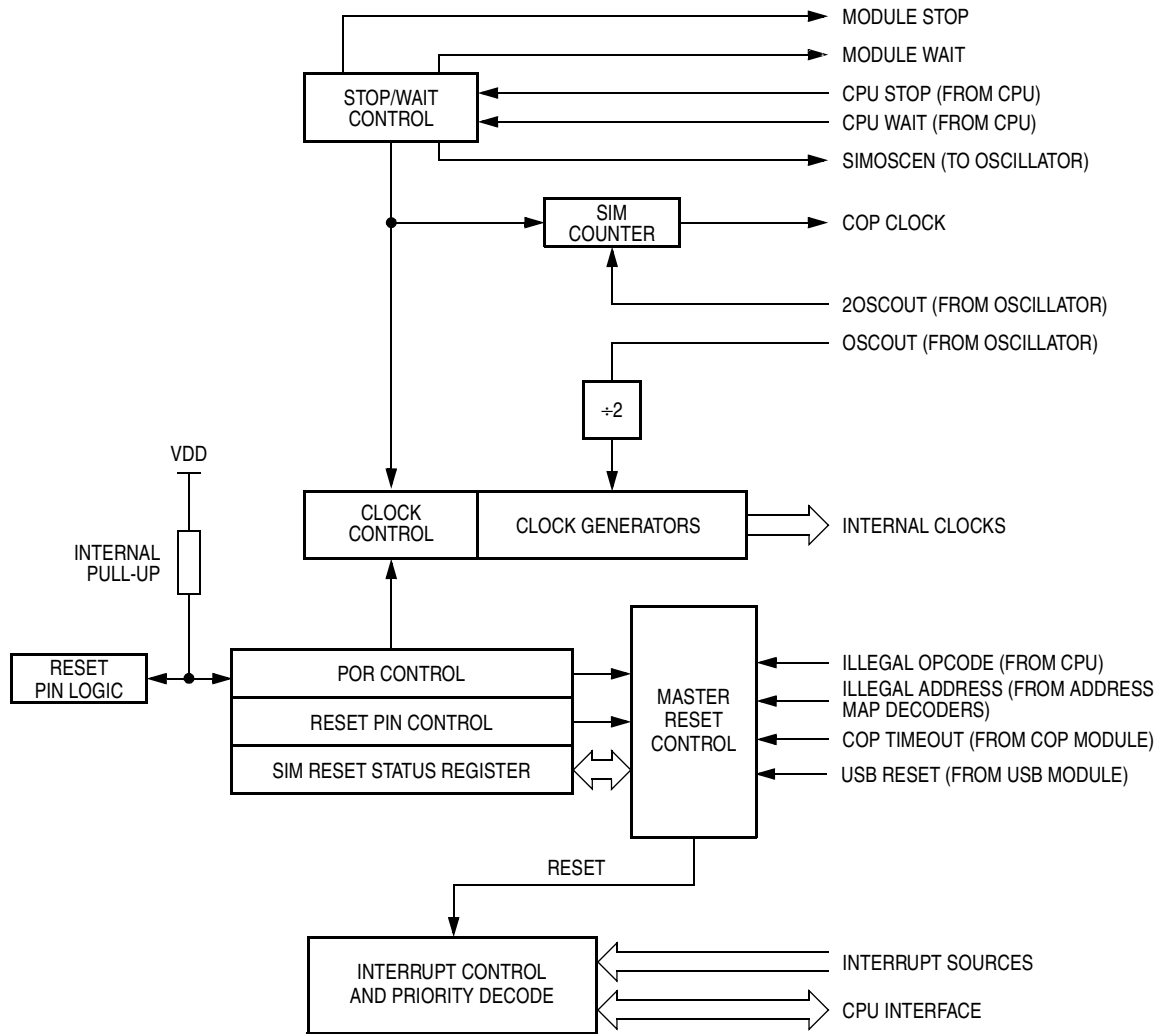 MODULE STOP
MODULE WAIT
STOP/WAIT
CONTROL
CPU STOP (FROM CPU)
CPU WAIT (FROM CPU)
SIMOSCEN (TO OSCILLATOR)
SIM
COUNTER
COP CLOCK
2OSCOUT (FROM OSCILLATOR)
OSCOUT (FROM OSCILLATOR)
÷2
VDD
INTERNAL
PULL-UP
CLOCK
CONTROL
CLOCK GENERATORS
INTERNAL CLOCKS
RESET
PIN LOGIC
POR CONTROL
RESET PIN CONTROL
SIM RESET STATUS REGISTER
MASTER
RESET
CONTROL
ILLEGAL OPCODE (FROM CPU)
ILLEGAL ADDRESS (FROM ADDRESS
MAP DECODERS)
COP TIMEOUT (FROM COP MODULE)
USB RESET (FROM USB MODULE)
RESET
INTERRUPT CONTROL
AND PRIORITY DECODE
INTERRUPT SOURCES
CPU INTERFACE